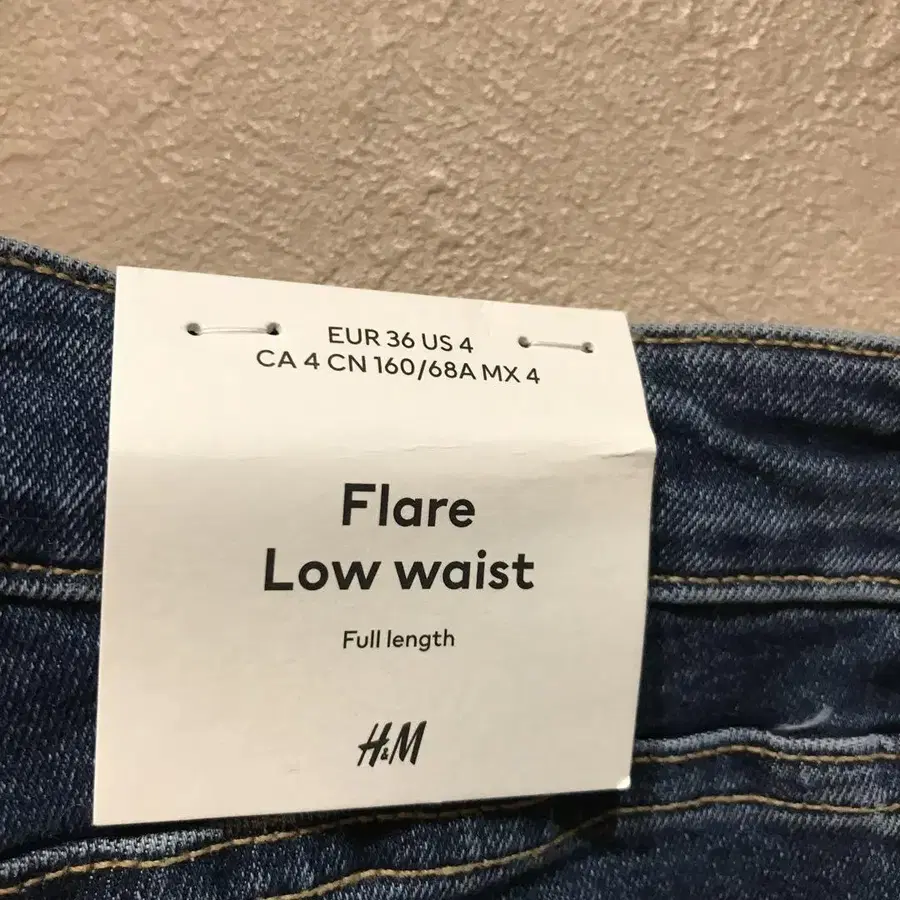 EUR 36 US 4
CA 4 CN 160/68A MX 4
Flare
Low waist
Full length
H&M